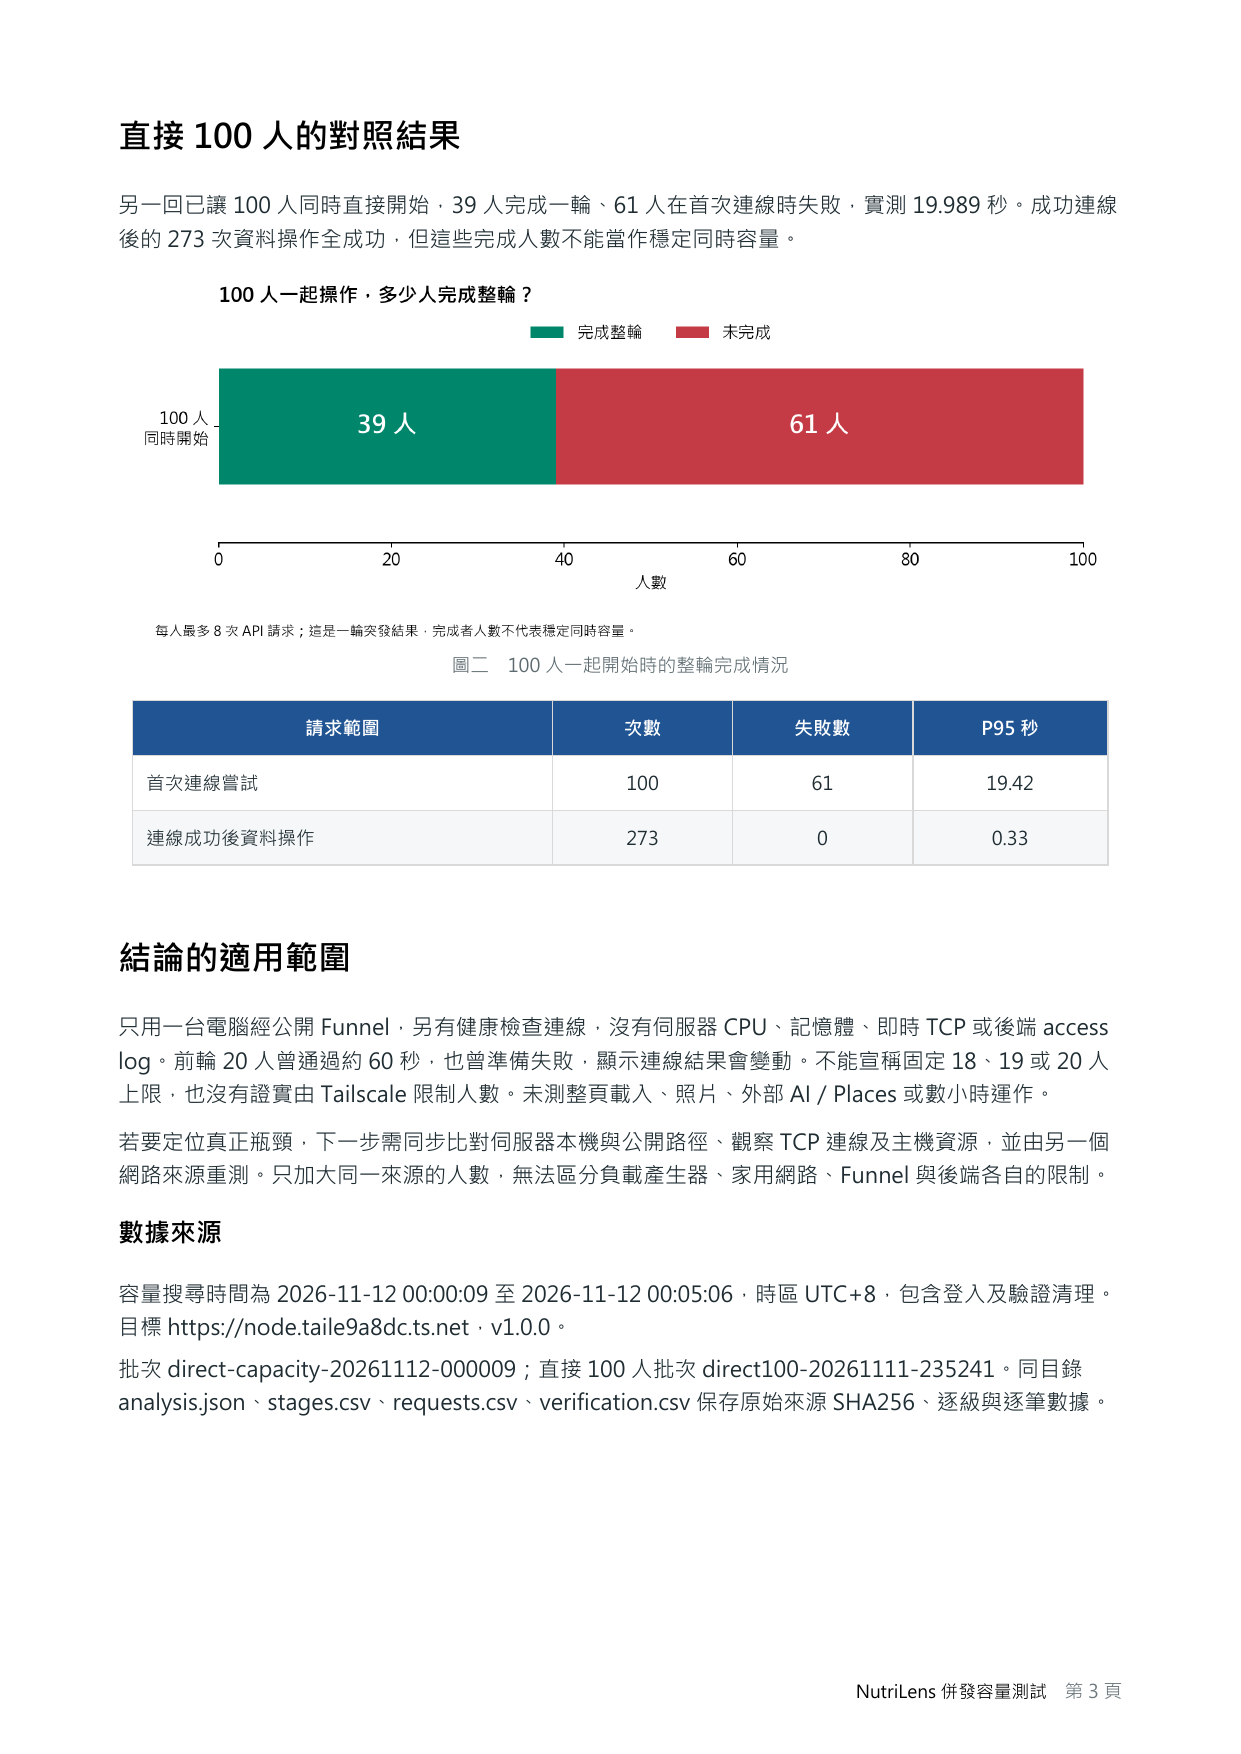 直接 100 人的對照結果
另一回已讓 100 人同時直接開始，39 人完成一輪、61 人在首次連線時失敗，實測 19.989 秒。成功連線
後的 273 次資料操作全成功，但這些完成人數不能當作穩定同時容量。
100 人一起操作，多少人完成整輪？
完成整輪 未完成
100 人
同時開始
39 人 61 人
0 20 40 60 80 100
人數
每人最多 8 次 API 請求；這是一輪突發結果，完成者人數不代表穩定同時容量。
圖二 100 人一起開始時的整輪完成情況
請求範圍 次數 失敗數 P95 秒
首次連線嘗試 100 61 19.42
連線成功後資料操作 273 0 0.33
結論的適用範圍
只用一台電腦經公開 Funnel，另有健康檢查連線，沒有伺服器 CPU、記憶體、即時 TCP 或後端 access
log。前輪 20 人曾通過約 60 秒，也曾準備失敗，顯示連線結果會變動。不能宣稱固定 18、19 或 20 人
上限，也沒有證實由 Tailscale 限制人數。未測整頁載入、照片、外部 AI / Places 或數小時運作。
若要定位真正瓶頸，下一步需同步比對伺服器本機與公開路徑、觀察 TCP 連線及主機資源，並由另一個
網路來源重測。只加大同一來源的人數，無法區分負載產生器、家用網路、Funnel 與後端各自的限制。
數據來源
容量搜尋時間為 2026-11-12 00:00:09 至 2026-11-12 00:05:06，時區 UTC+8，包含登入及驗證清理。
目標 https://node.taile9a8dc.ts.net，v1.0.0。
批次 direct-capacity-20261112-000009；直接 100 人批次 direct100-20261111-235241。同目錄
analysis.json、stages.csv、requests.csv、verification.csv 保存原始來源 SHA256、逐級與逐筆數據。
NutriLens 併發容量測試 第 3 頁